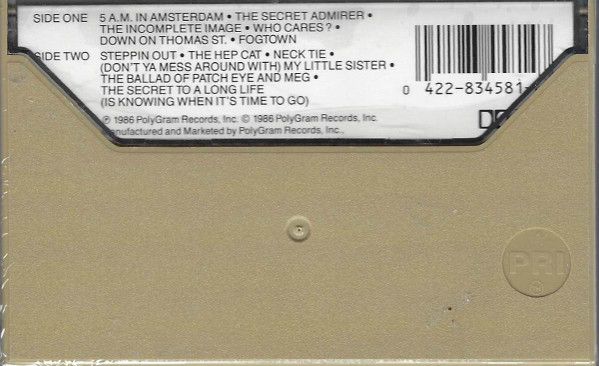 SIDE ONE 5 A.M. IN AMSTERDAM • THE SECRET ADMIRER •
THE INCOMPLETE IMAGE • WHO CARES? •
DOWN ON THOMAS ST. • FOGTOWN
SIDE TWO STEPPIN OUT • THE HEP CAT • NECK TIE •
(DON'T YA MESS AROUND WITH) MY LITTLE SISTER •
THE BALLAD OF PATCH EYE AND MEG •
THE SECRET TO A LONG LIFE
(IS KNOWING WHEN IT'S TIME TO GO)
℗ 1986 PolyGram Records, Inc. © 1986 PolyGram Records, Inc.
anufactured and Marketed by PolyGram Records, Inc.,
0 422-834581-
PRI